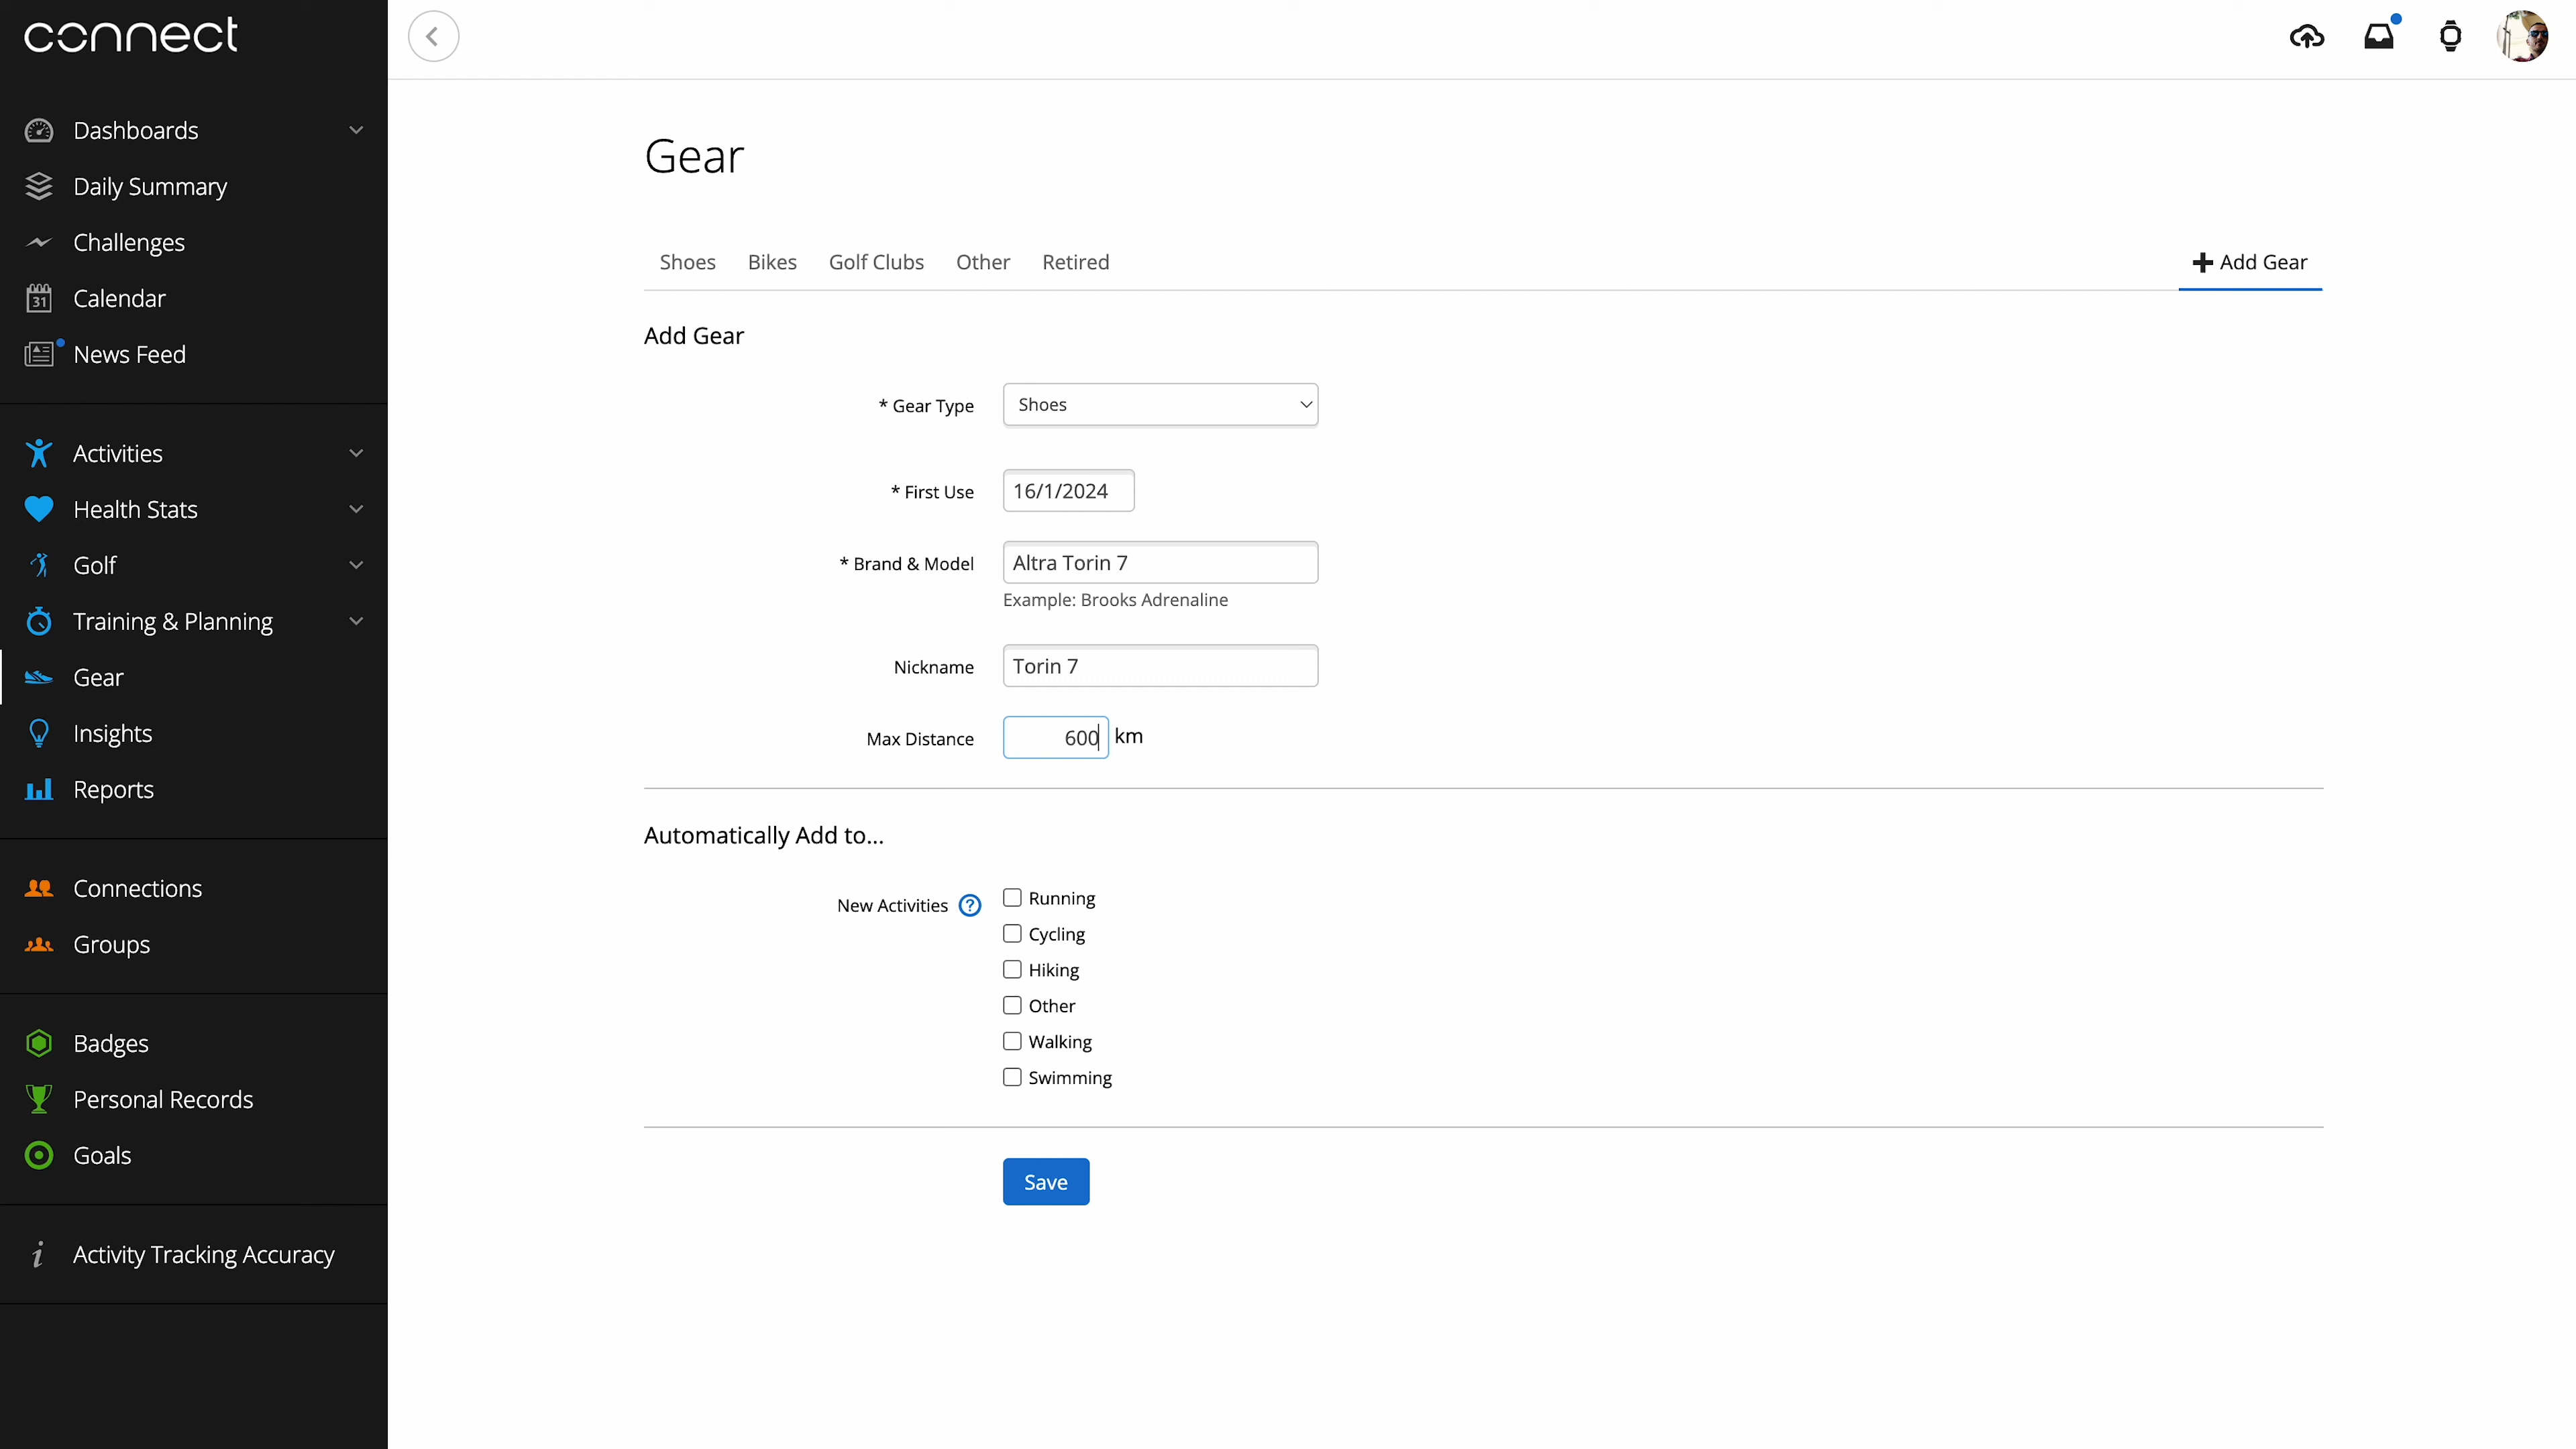 connect
Dashboards
Daily Summary
Challenges
31 Calendar
News Feed
Activities
Health Stats
Golf
Training & Planning
Gear
Insights
Reports
Connections
Groups
Badges
Personal Records
Goals
i Activity Tracking Accuracy
Gear
Shoes Bikes Golf Clubs Other Retired + Add Gear
Add Gear
* Gear Type Shoes
* First Use 16/1/2024
* Brand & Model Altra Torin 7
Example: Brooks Adrenaline
Nickname Torin 7
Max Distance 600 km
Automatically Add to...
New Activities ? Running
Cycling
Hiking
Other
Walking
Swimming
Save